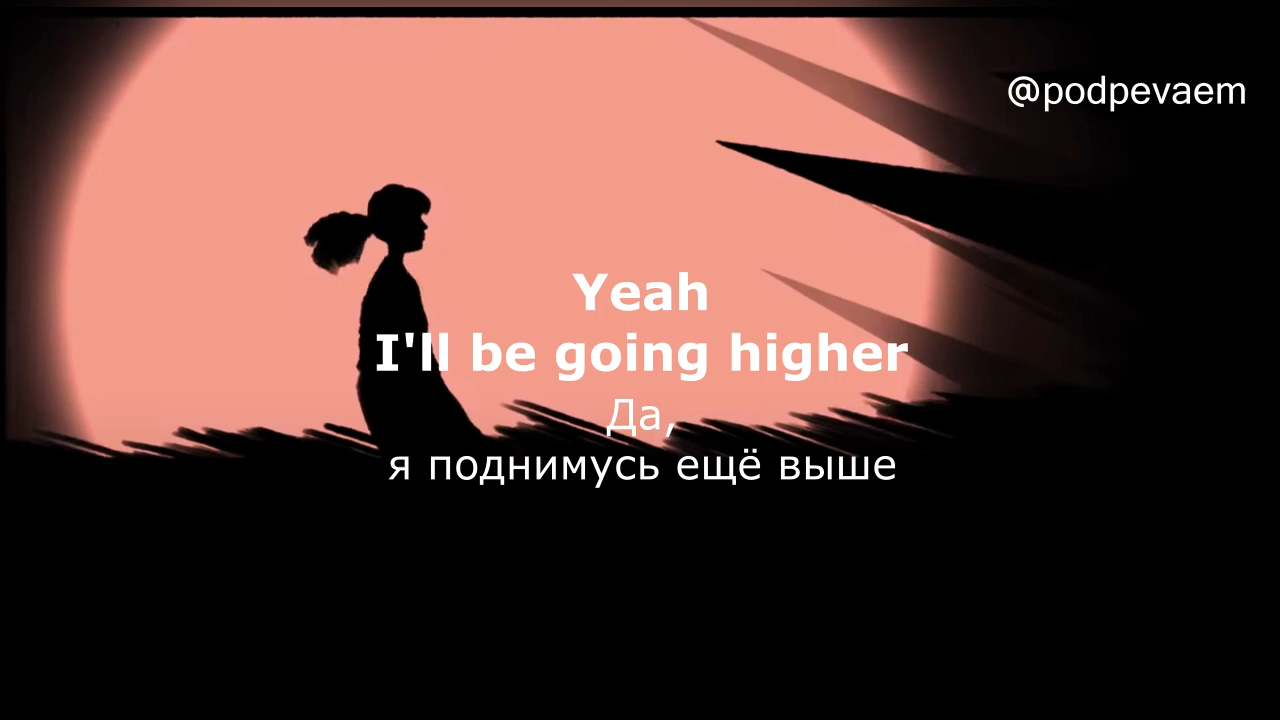 @podpevaem
Yeah
I'll be going higher
Да,
я поднимусь ещё выше